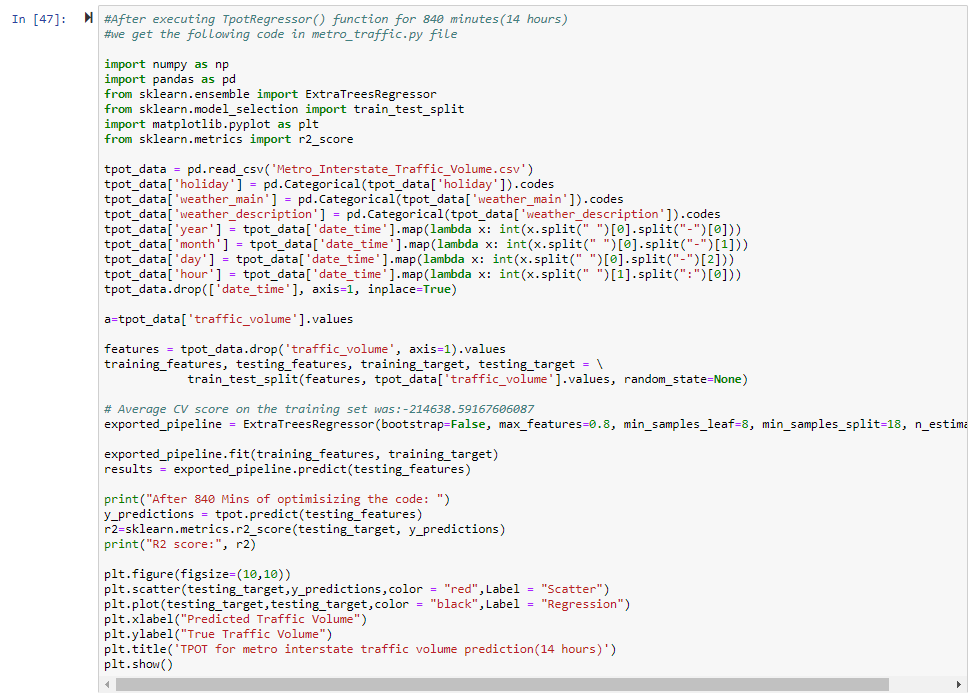 In [47]:
#After executing TpotRegressor() function for 840 minutes(14 hours)
#we get the following code in metro_traffic.py file
import numpy as np
import pandas as pd
from sklearn.ensemble import ExtraTreesRegressor
from sklearn.model_selection import train_test_split
import matplotlib.pyplot as plt
from sklearn.metrics import r2_score
tpot_data = pd.read_csv('Metro_Interstate_Traffic_Volume.csv')
tpot_data['holiday'] = pd.Categorical(tpot_data['holiday']).codes
tpot_data['weather_main'] = pd.Categorical(tpot_data['weather_main']).codes
tpot_data['weather_description'] = pd.Categorical(tpot_data['weather_description']).codes
tpot_data['year'] = tpot_data['date_time'].map(lambda x: int(x.split(" ")[0].split("-")[0]))
tpot_data['month'] = tpot_data['date_time'].map(lambda x: int(x.split(" ")[0].split("-")[1]))
tpot_data['day'] = tpot_data['date_time'].map(lambda x: int(x.split(" ")[0].split("-")[2]))
tpot_data['hour'] = tpot_data['date_time'].map(lambda x: int(x.split(" ")[1].split(":")[0]))
tpot_data.drop(['date_time'], axis=1, inplace=True)
a=tpot_data['traffic_volume'].values
features = tpot_data.drop('traffic_volume', axis=1).values
training_features, testing_features, training_target, testing_target = \
train_test_split(features, tpot_data['traffic_volume'].values, random_state=None)
# Average CV score on the training set was:-214638.59167606087
exported_pipeline = ExtraTreesRegressor(bootstrap=False, max_features=0.8, min_samples_leaf=8, min_samples_split=18, n_estima
exported_pipeline.fit(training_features, training_target)
results = exported_pipeline.predict(testing_features)
print("After 840 Mins of optimisizing the code: ")
y_predictions = tpot.predict(testing_features)
r2=sklearn.metrics.r2_score(testing_target, y_predictions)
print("R2 score:", r2)
plt.figure(figsize=(10,10))
plt.scatter(testing_target,y_predictions,color = "red",Label = "Scatter")
plt.plot(testing_target,testing_target,color = "black",Label = "Regression")
plt.xlabel("Predicted Traffic Volume")
plt.ylabel("True Traffic Volume")
plt.title('TPOT for metro interstate traffic volume prediction(14 hours)')
plt.show()